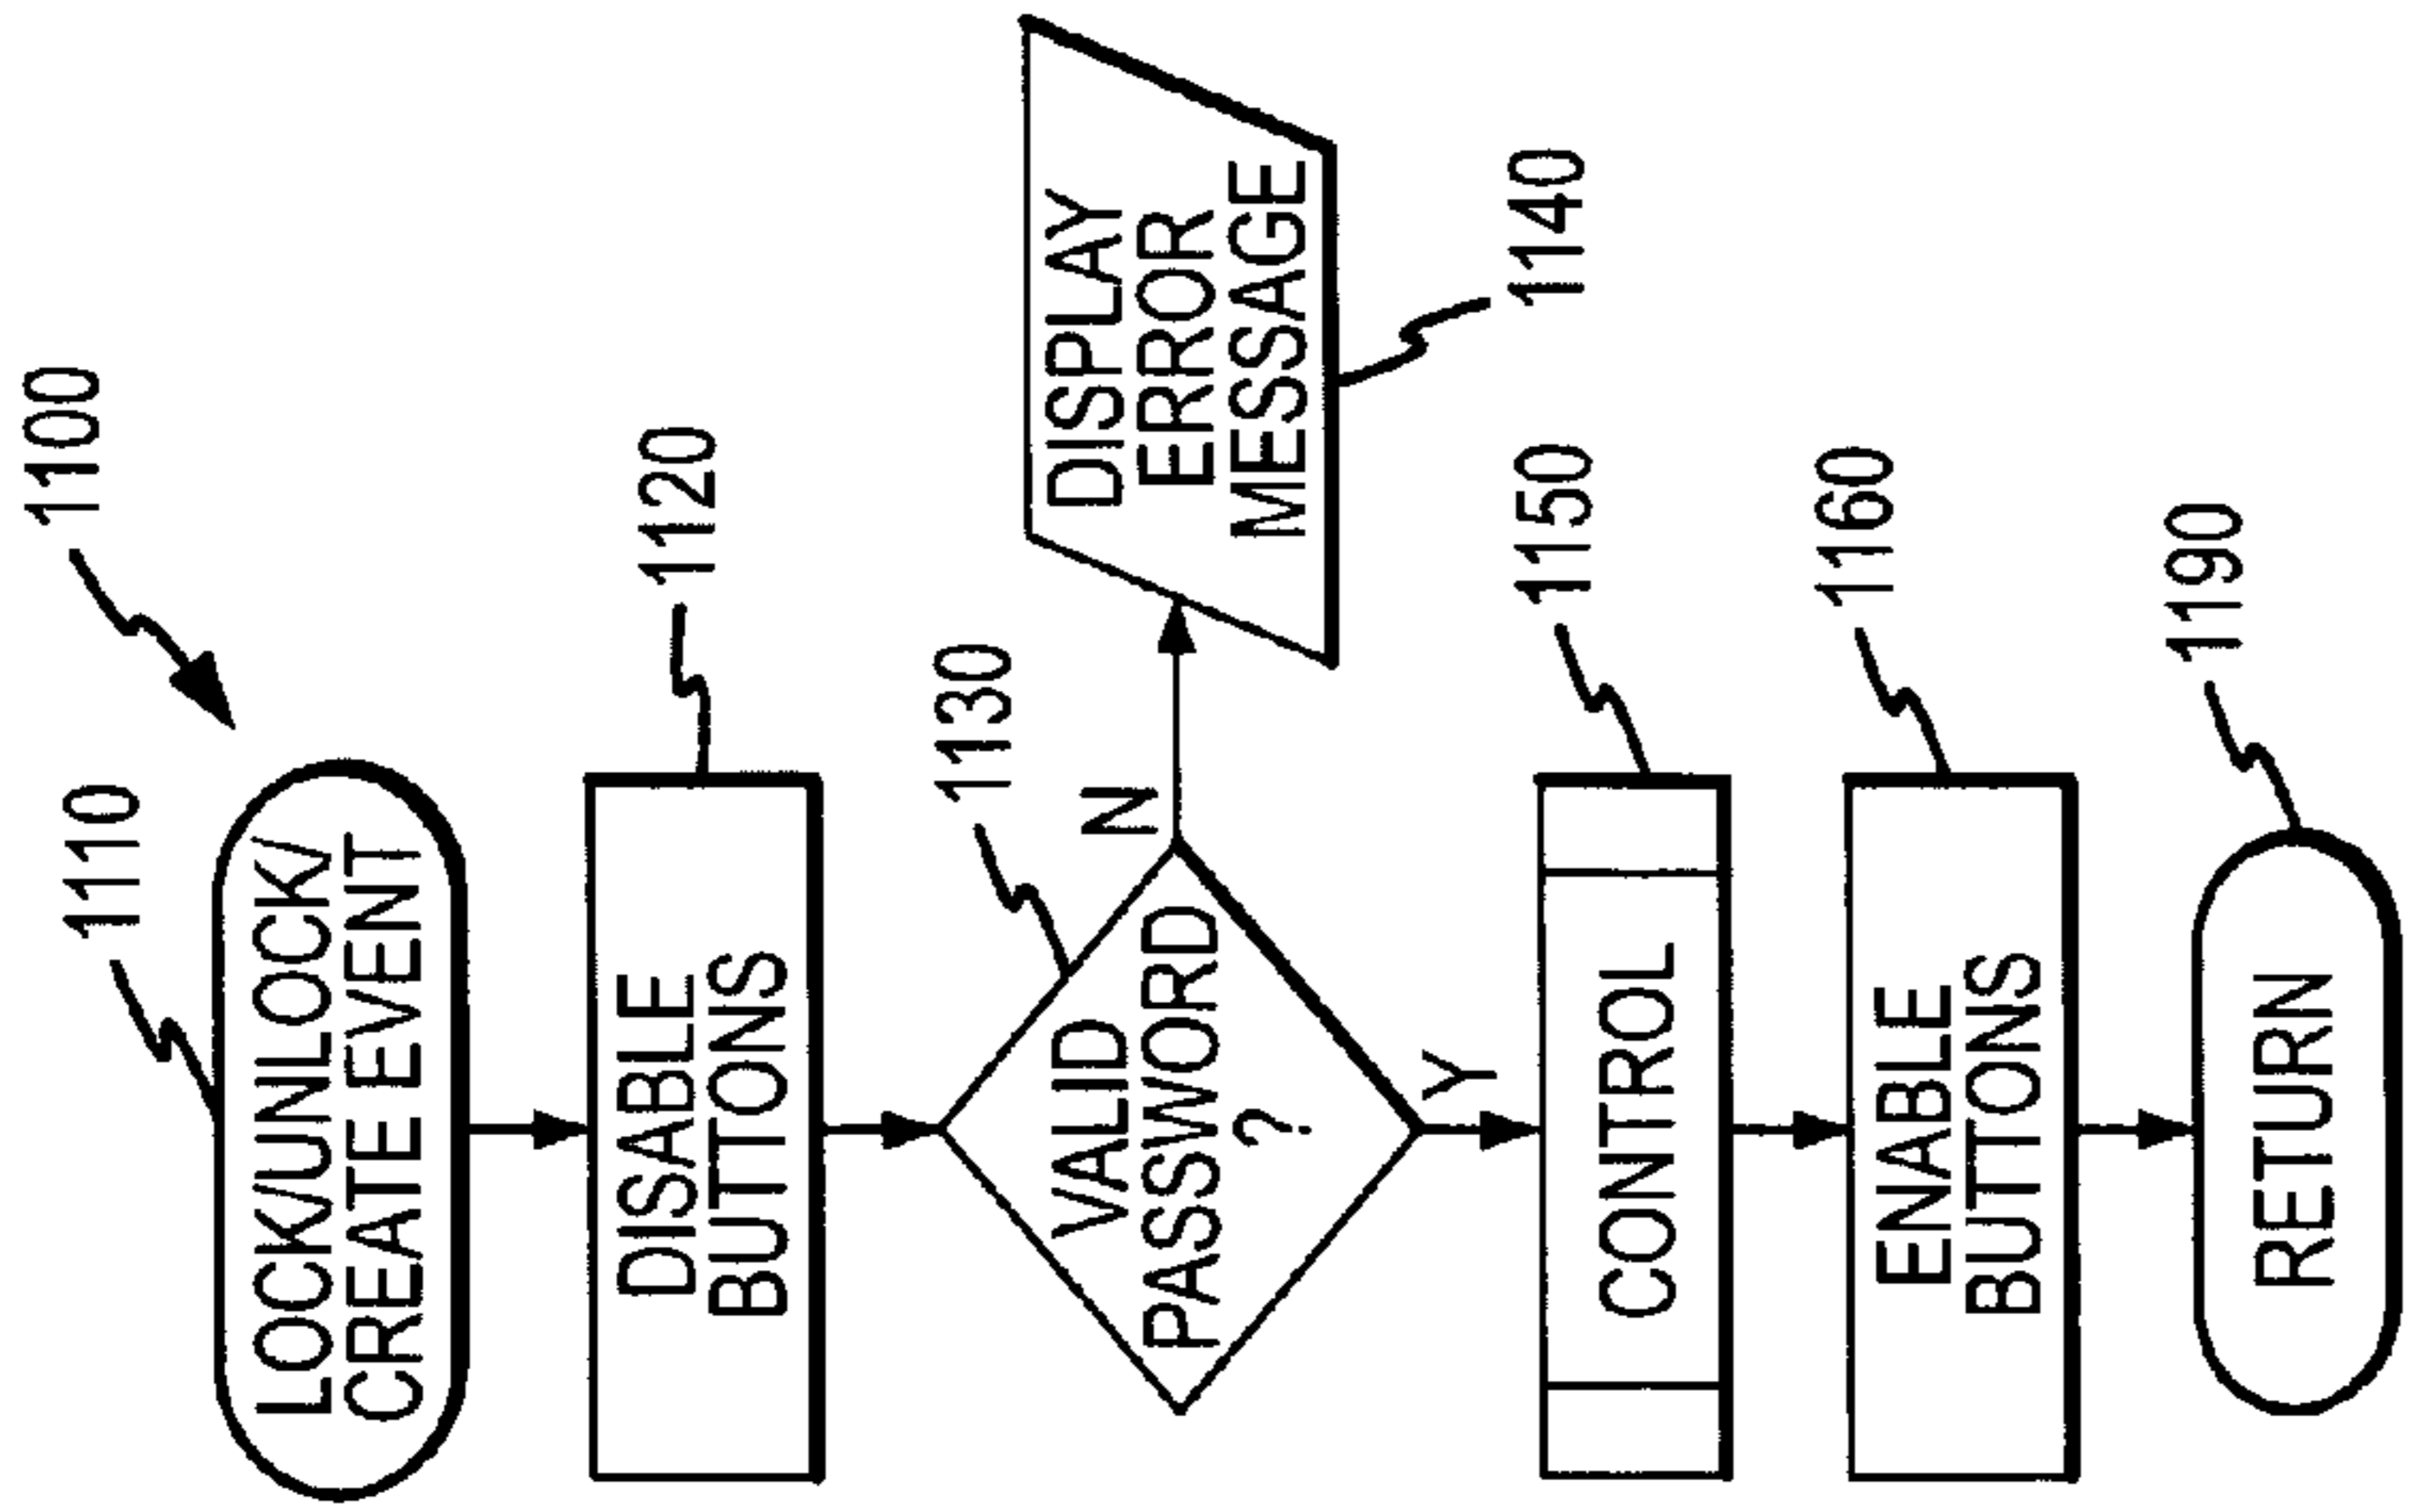 1100
1110
LOCK/UNLOCK/
CREATE EVENT
1120
DISABLE
BUTTONS
1130
VALID
PASSWORD
?
N
DISPLAY
ERROR
MESSAGE
1140
Y
1150
CONTROL
1160
ENABLE
BUTTONS
1190
RETURN